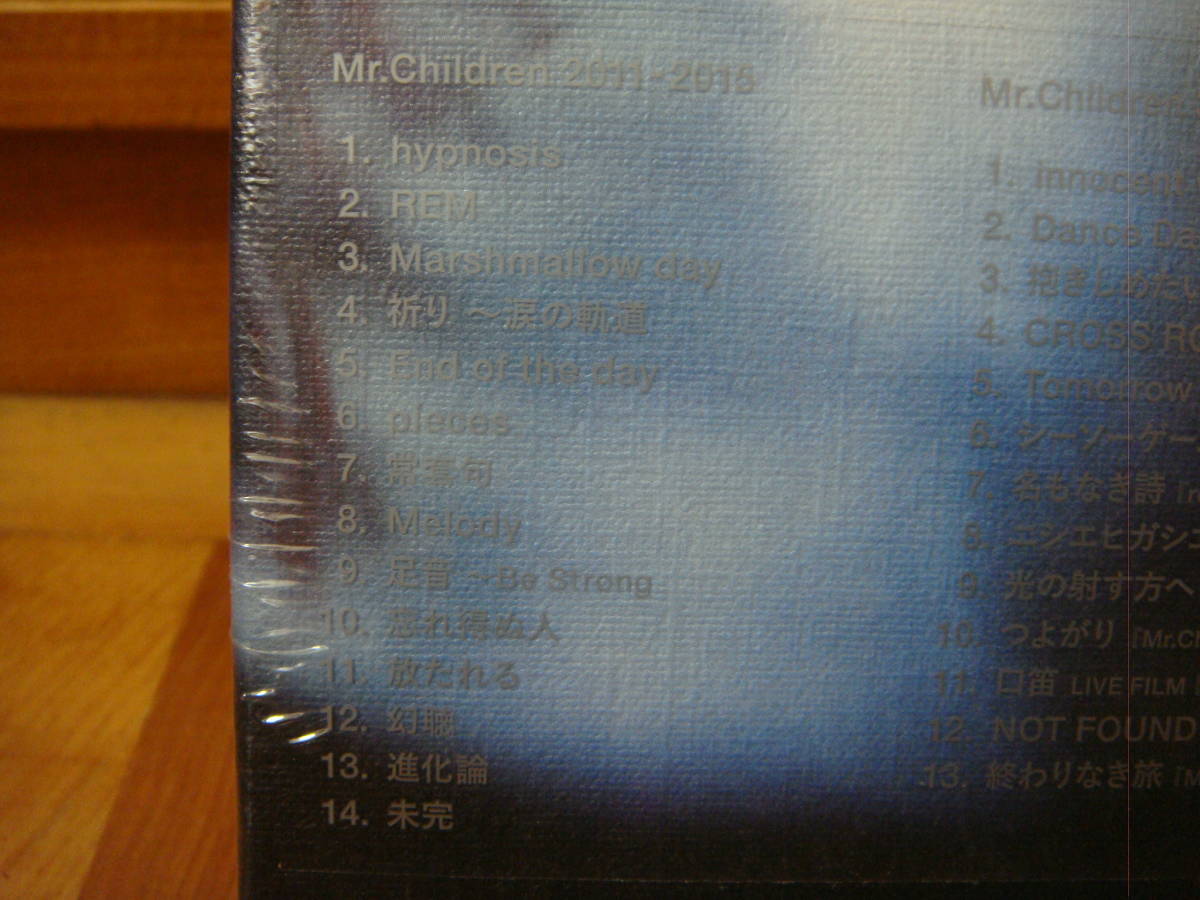 Mr.Children 2011-2015
1. hypnosis
2. REM
3. Marshmallow day
4. 祈り ～涙の軌道
5. End of the day
6. pieces
7. 常套句
8. Melody
9. 足音 ～Be Strong
10. 忘れ得ぬ人
11. 放たれる
12. 幻聴
13. 進化論
14. 未完
Mr.Children
1. innocent
2. Dance Da
3. 抱きしめたい
4. CROSS RO
5. Tomorrow
6. シーソーゲー
7. 名もなき詩
8. ニシエヒガシエ
9. 光の射す方へ
10. つよがり 「Mr.C
11. 口笛 LIVE FILM
12. NOT FOUND
13. 終わりなき旅